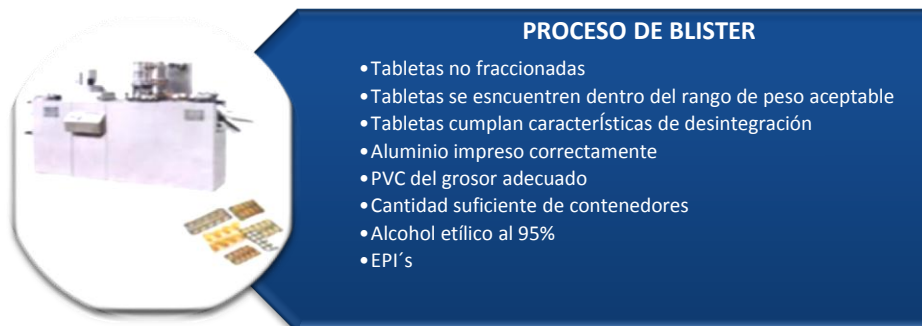 PROCESO DE BLISTER
•Tabletas no fraccionadas
•Tabletas se esncuentren dentro del rango de peso aceptable
•Tabletas cumplan características de desintegración
•Aluminio impreso correctamente
•PVC del grosor adecuado
•Cantidad suficiente de contenedores
•Alcohol etílico al 95%
•EPI´s